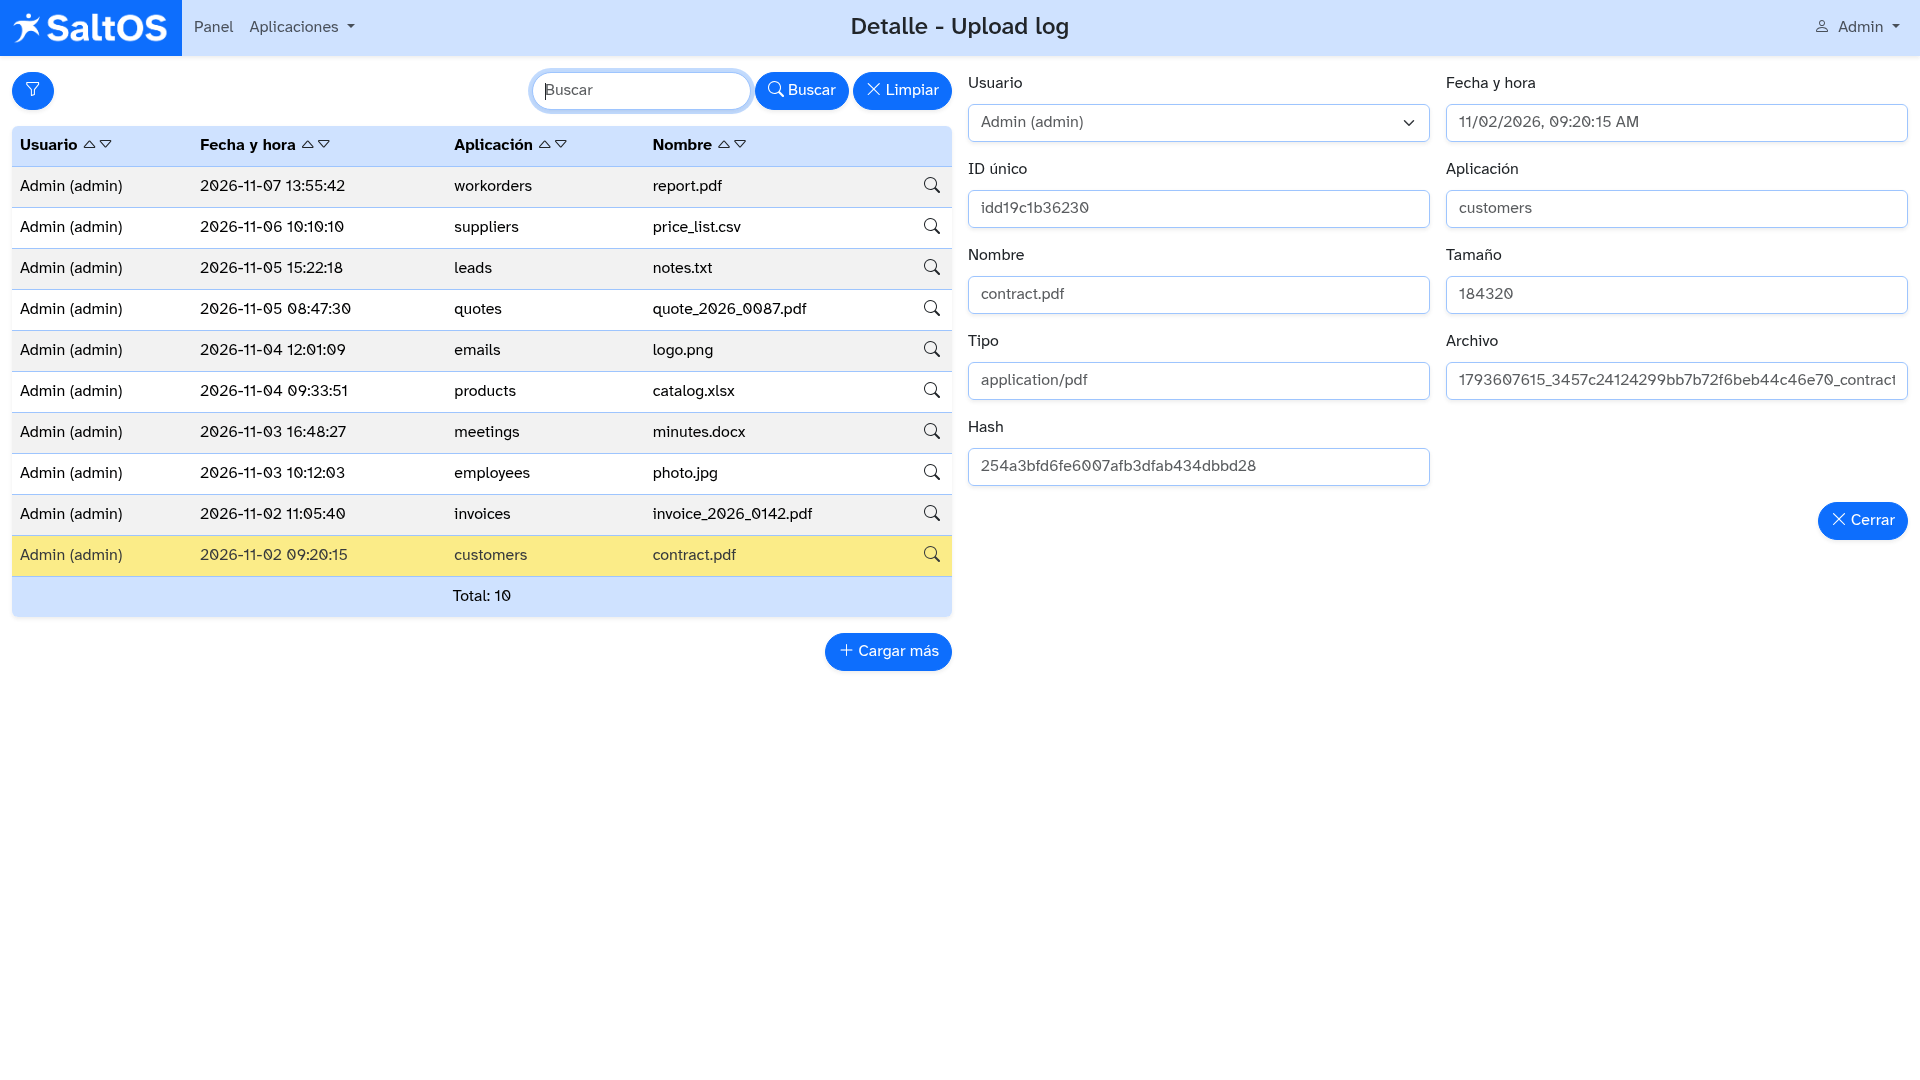 SaltOS
Panel Aplicaciones
Detalle - Upload log
Admin
Buscar Buscar Limpiar
Usuario Fecha y hora Aplicación Nombre
Admin (admin) 2026-11-07 13:55:42 workorders report.pdf
Admin (admin) 2026-11-06 10:10:10 suppliers price_list.csv
Admin (admin) 2026-11-05 15:22:18 leads notes.txt
Admin (admin) 2026-11-05 08:47:30 quotes quote_2026_0087.pdf
Admin (admin) 2026-11-04 12:01:09 emails logo.png
Admin (admin) 2026-11-04 09:33:51 products catalog.xlsx
Admin (admin) 2026-11-03 16:48:27 meetings minutes.docx
Admin (admin) 2026-11-03 10:12:03 employees photo.jpg
Admin (admin) 2026-11-02 11:05:40 invoices invoice_2026_0142.pdf
Admin (admin) 2026-11-02 09:20:15 customers contract.pdf
Total: 10
Cargar más
Usuario
Admin (admin)
Fecha y hora
11/02/2026, 09:20:15 AM
ID único
idd19c1b36230
Aplicación
customers
Nombre
contract.pdf
Tamaño
184320
Tipo
application/pdf
Archivo
1793607615_3457c24124299bb7b72f6beb44c46e70_contract
Hash
254a3bfd6fe6007afb3dfab434dbbd28
Cerrar